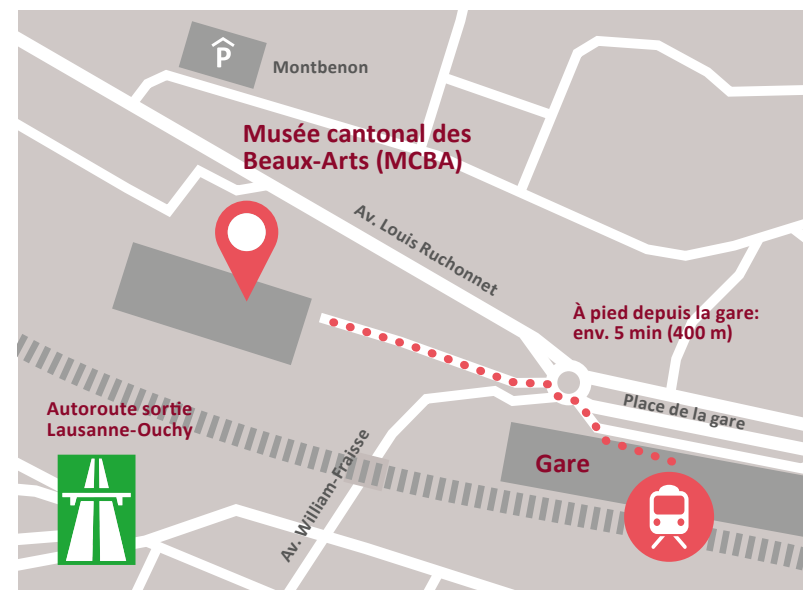 P
Montbenon
Musée cantonal des
Beaux-Arts (MCBA)
Av. Louis Ruchonnet
À pied depuis la gare:
env. 5 min (400 m)
Place de la gare
Autoroute sortie
Lausanne-Ouchy
Gare
Av. William-Fraisse